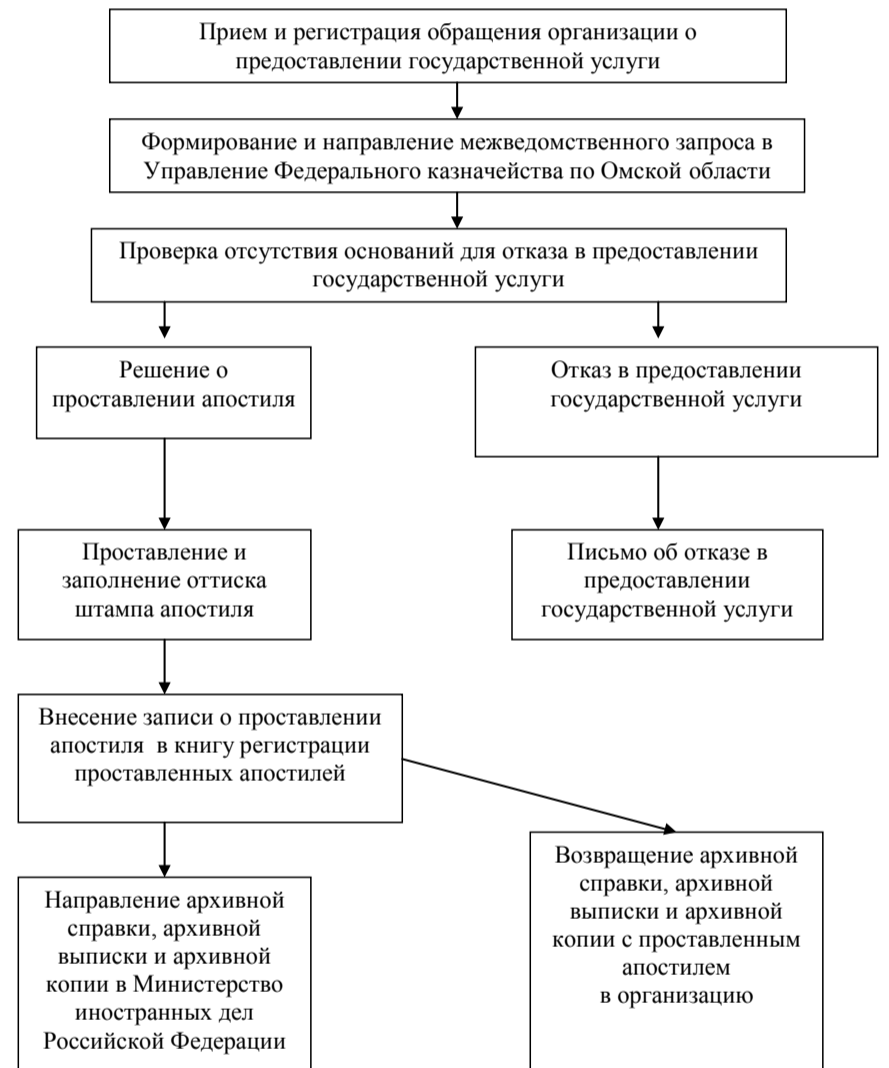 Прием и регистрация обращения организации о
предоставлении государственной услуги
Формирование и направление межведомственного запроса в
Управление Федерального казначейства по Омской области
Проверка отсутствия оснований для отказа в предоставлении
государственной услуги
Решение о
проставлении апостиля
Отказ в предоставлении
государственной услуги
Проставление и
заполнение оттиска
штампа апостиля
Письмо об отказе в
предоставлении
государственной услуги
Внесение записи о проставлении
апостиля в книгу регистрации
проставленных апостилей
Направление архивной
справки, архивной
выписки и архивной
копии в Министерство
иностранных дел
Российской Федерации
Возвращение архивной
справки, архивной
выписки и архивной
копии с проставленным
апостилем
в организацию